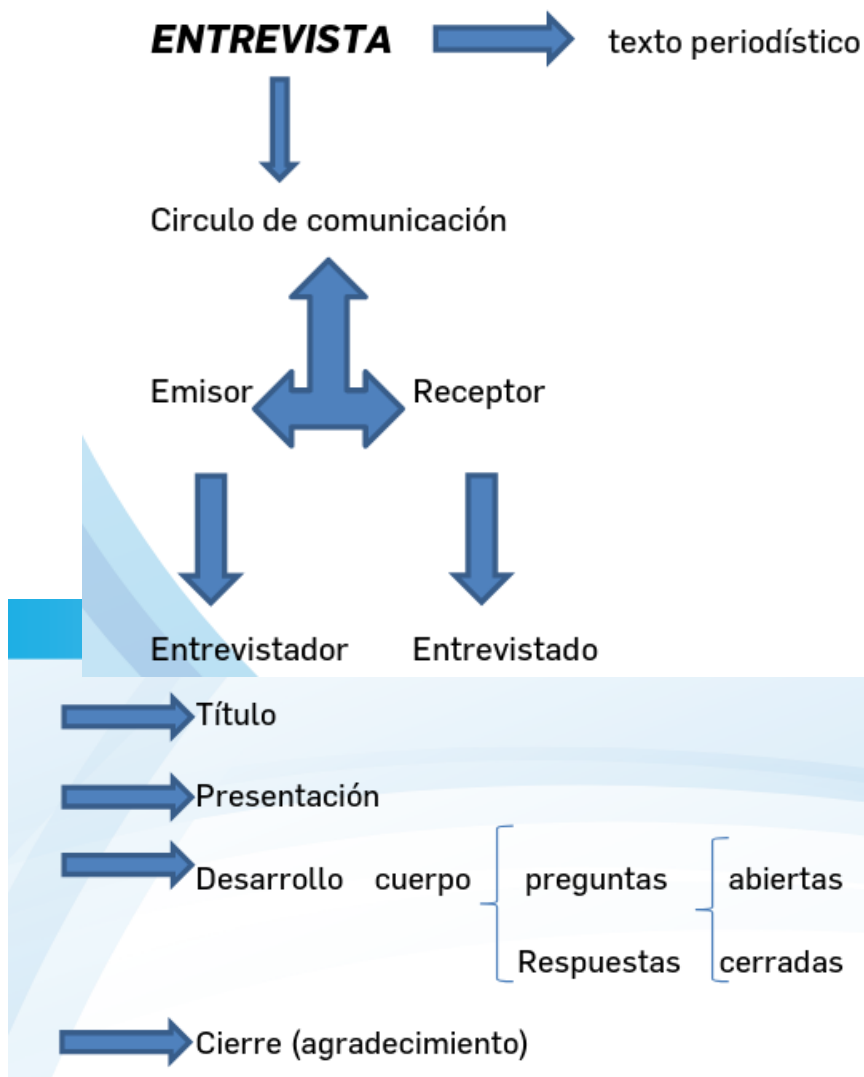 ENTREVISTA texto periodístico
Circulo de comunicación
Emisor Receptor
Entrevistador Entrevistado
Título
Presentación
Desarrollo cuerpo preguntas abiertas
Respuestas cerradas
Cierre (agradecimiento)